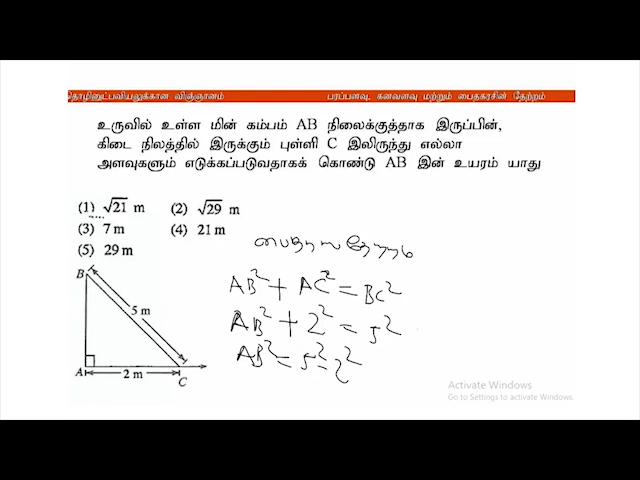 தொழினுட்பவியலுக்கான விஞ்ஞானம் பரப்பளவு, கனவளவு மற்றும் பைதகரசின் தேற்றம்
உருவில் உள்ள மின் கம்பம் AB நிலைக்குத்தாக இருப்பின்,
கிடை நிலத்தில் இருக்கும் புள்ளி C இலிருந்து எல்லா
அளவுகளும் எடுக்கப்படுவதாகக் கொண்டு AB இன் உயரம் யாது
(1) √21 m (2) √29 m
(3) 7 m (4) 21 m
(5) 29 m
AB² + AC² = BC²
AB² + 2² = 5²
AB² = 5² - 2²
B
5 m
A 2 m C
Activate Windows
Go to Settings to activate Windows.